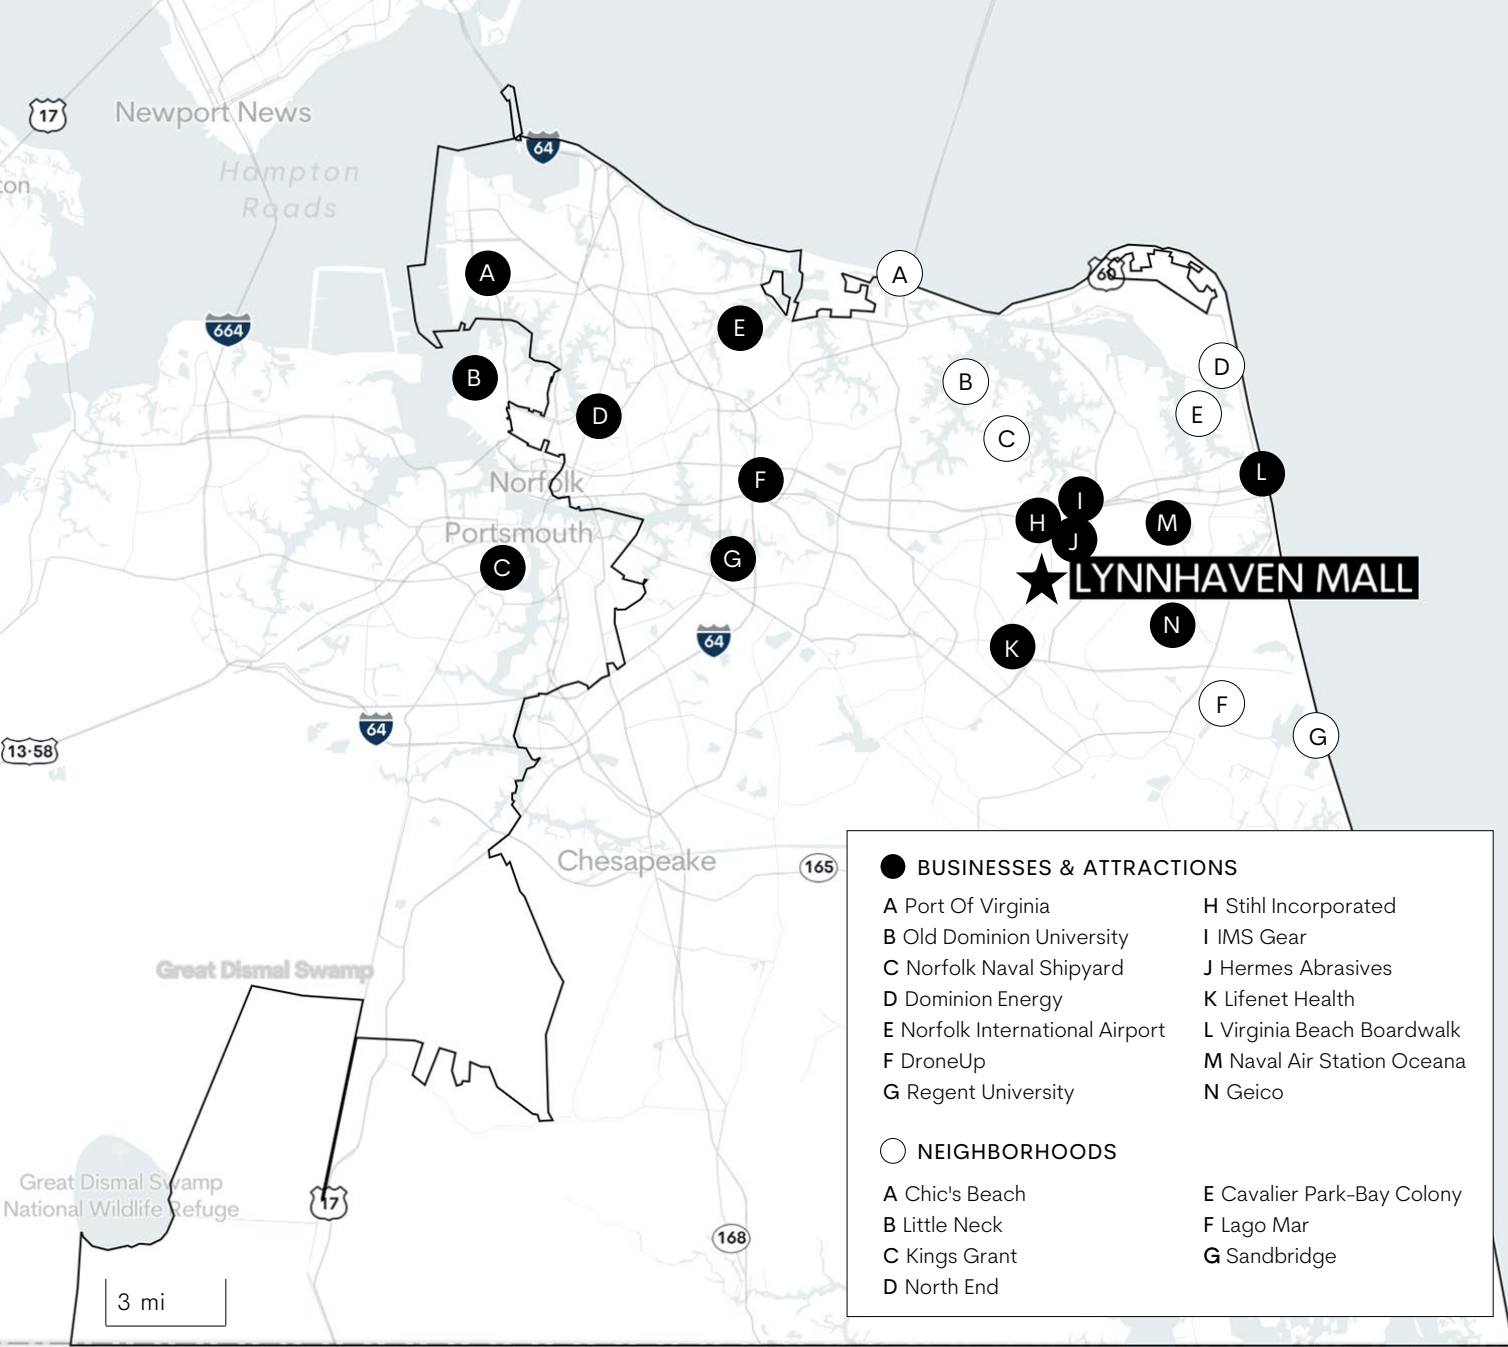 17
Newport News
64
Hampton
Roads
ton
A
A
60
664
E
B
B
D
D
E
C
L
Norfolk
F
I
H
M
Portsmouth
J
C
G
LYNNHAVEN MALL
64
N
K
F
64
G
13·58
Chesapeake
165
BUSINESSES & ATTRACTIONS
A Port Of Virginia
B Old Dominion University
C Norfolk Naval Shipyard
D Dominion Energy
E Norfolk International Airport
F DroneUp
G Regent University
H Stihl Incorporated
I IMS Gear
J Hermes Abrasives
K Lifenet Health
L Virginia Beach Boardwalk
M Naval Air Station Oceana
N Geico
NEIGHBORHOODS
A Chic's Beach
B Little Neck
C Kings Grant
D North End
E Cavalier Park-Bay Colony
F Lago Mar
G Sandbridge
Great Dismal Swamp
Great Dismal Swamp
National Wildlife Refuge
17
168
3 mi